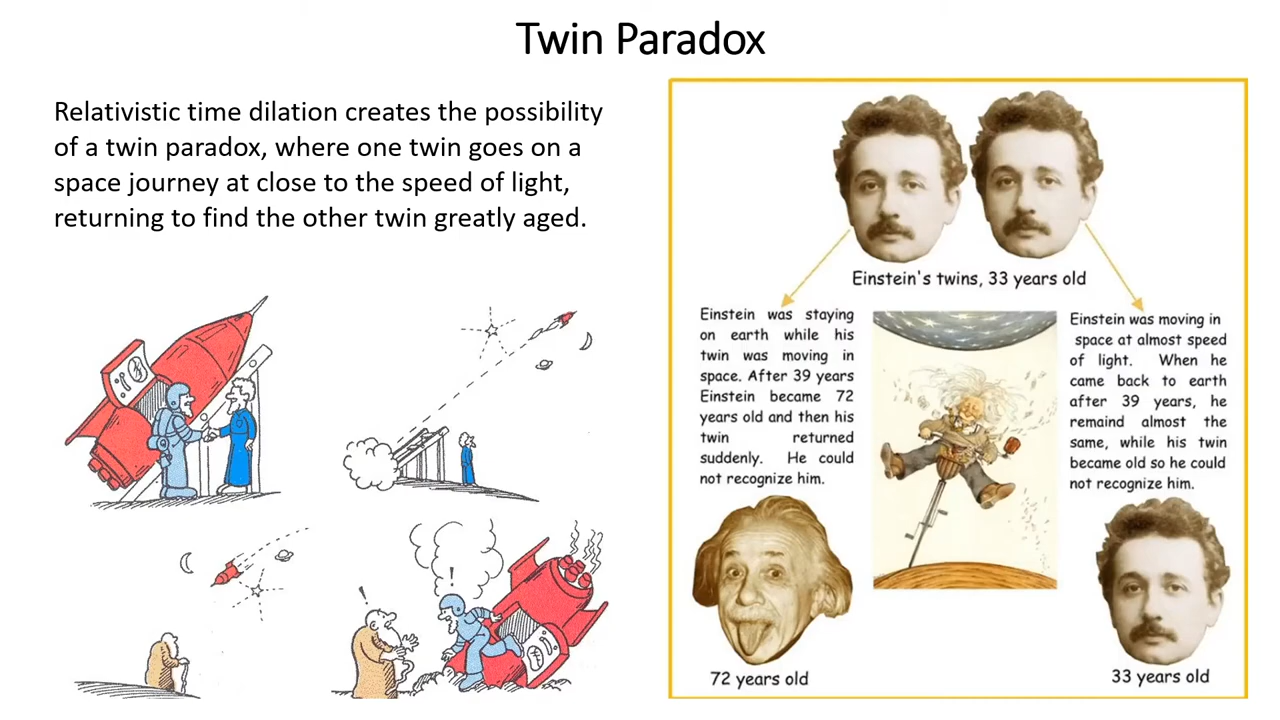 Twin Paradox
Relativistic time dilation creates the possibility
of a twin paradox, where one twin goes on a
space journey at close to the speed of light,
returning to find the other twin greatly aged.
Einstein's twins, 33 years old
Einstein was staying
on earth while his
twin was moving in
space. After 39 years
Einstein became 72
years old and then his
twin returned
suddenly. He could
not recognize him.
72 years old
Einstein was moving in
space at almost speed
of light. When he
came back to earth
after 39 years, he
remaind almost the
same, while his twin
became old so he could
not recognize him.
33 years old
!
!